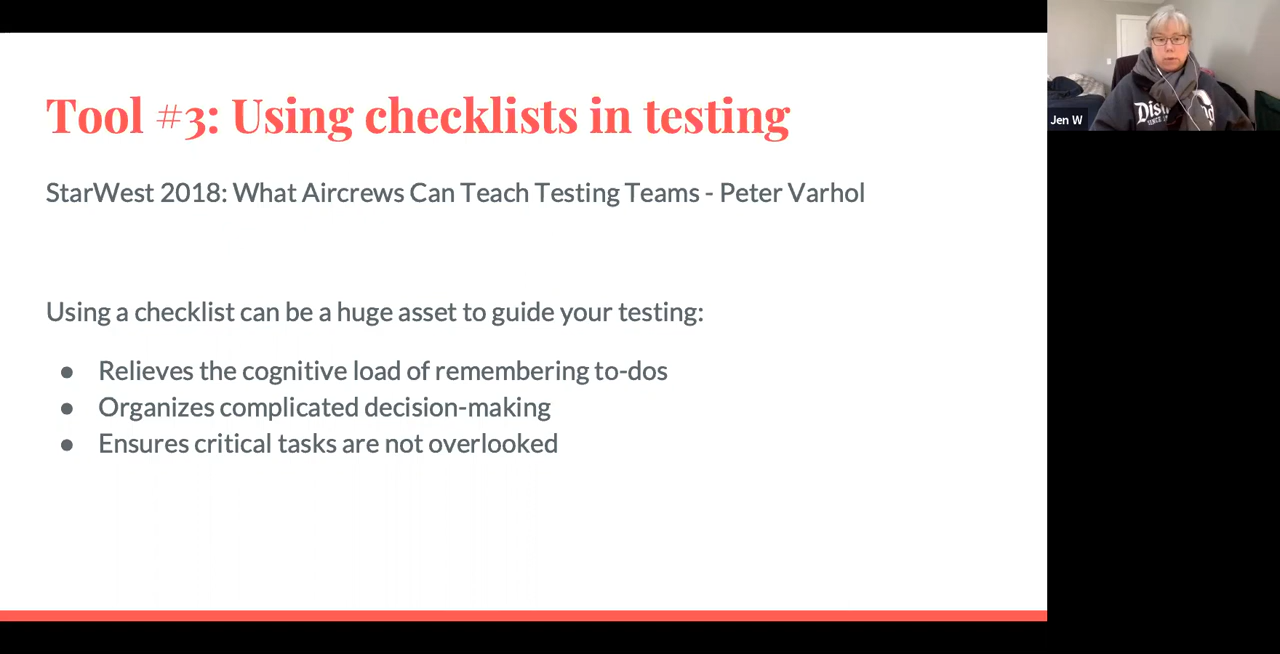 Tool #3: Using checklists in testing
StarWest 2018: What Aircrews Can Teach Testing Teams - Peter Varhol
Using a checklist can be a huge asset to guide your testing:
● Relieves the cognitive load of remembering to-dos
● Organizes complicated decision-making
● Ensures critical tasks are not overlooked
Jen W